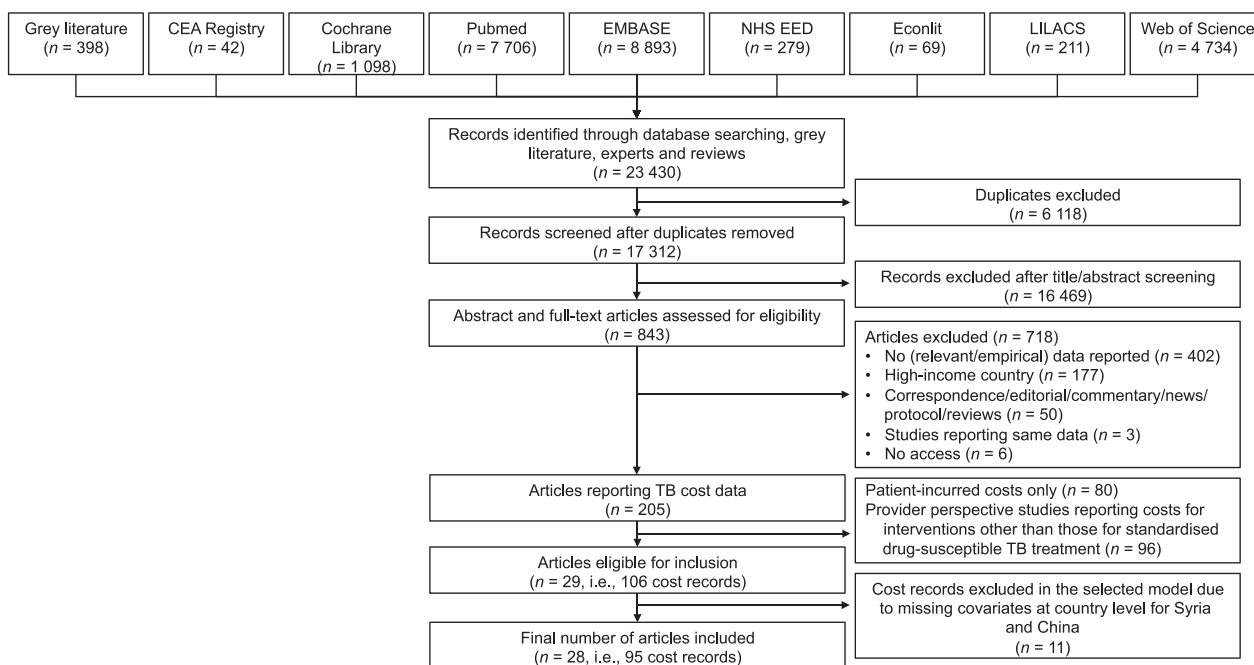 Grey literature
(n = 398)
CEA Registry
(n = 42)
Cochrane
Library
(n = 1 098)
Pubmed
(n = 7 706)
EMBASE
(n = 8 893)
NHS EED
(n = 279)
Econlit
(n = 69)
LILACS
(n = 211)
Web of Science
(n = 4 734)
Records identified through database searching, grey
literature, experts and reviews
(n = 23 430)
Duplicates excluded
(n = 6 118)
Records screened after duplicates removed
(n = 17 312)
Records excluded after title/abstract screening
(n = 16 469)
Abstract and full-text articles assessed for eligibility
(n = 843)
Articles excluded (n = 718)
• No (relevant/empirical) data reported (n = 402)
• High-income country (n = 177)
• Correspondence/editorial/commentary/news/
protocol/reviews (n = 50)
• Studies reporting same data (n = 3)
• No access (n = 6)
Articles reporting TB cost data
(n = 205)
Patient-incurred costs only (n = 80)
Provider perspective studies reporting costs for
interventions other than those for standardised
drug-susceptible TB treatment (n = 96)
Articles eligible for inclusion
(n = 29, i.e., 106 cost records)
Cost records excluded in the selected model due
to missing covariates at country level for Syria
and China
(n = 11)
Final number of articles included
(n = 28, i.e., 95 cost records)